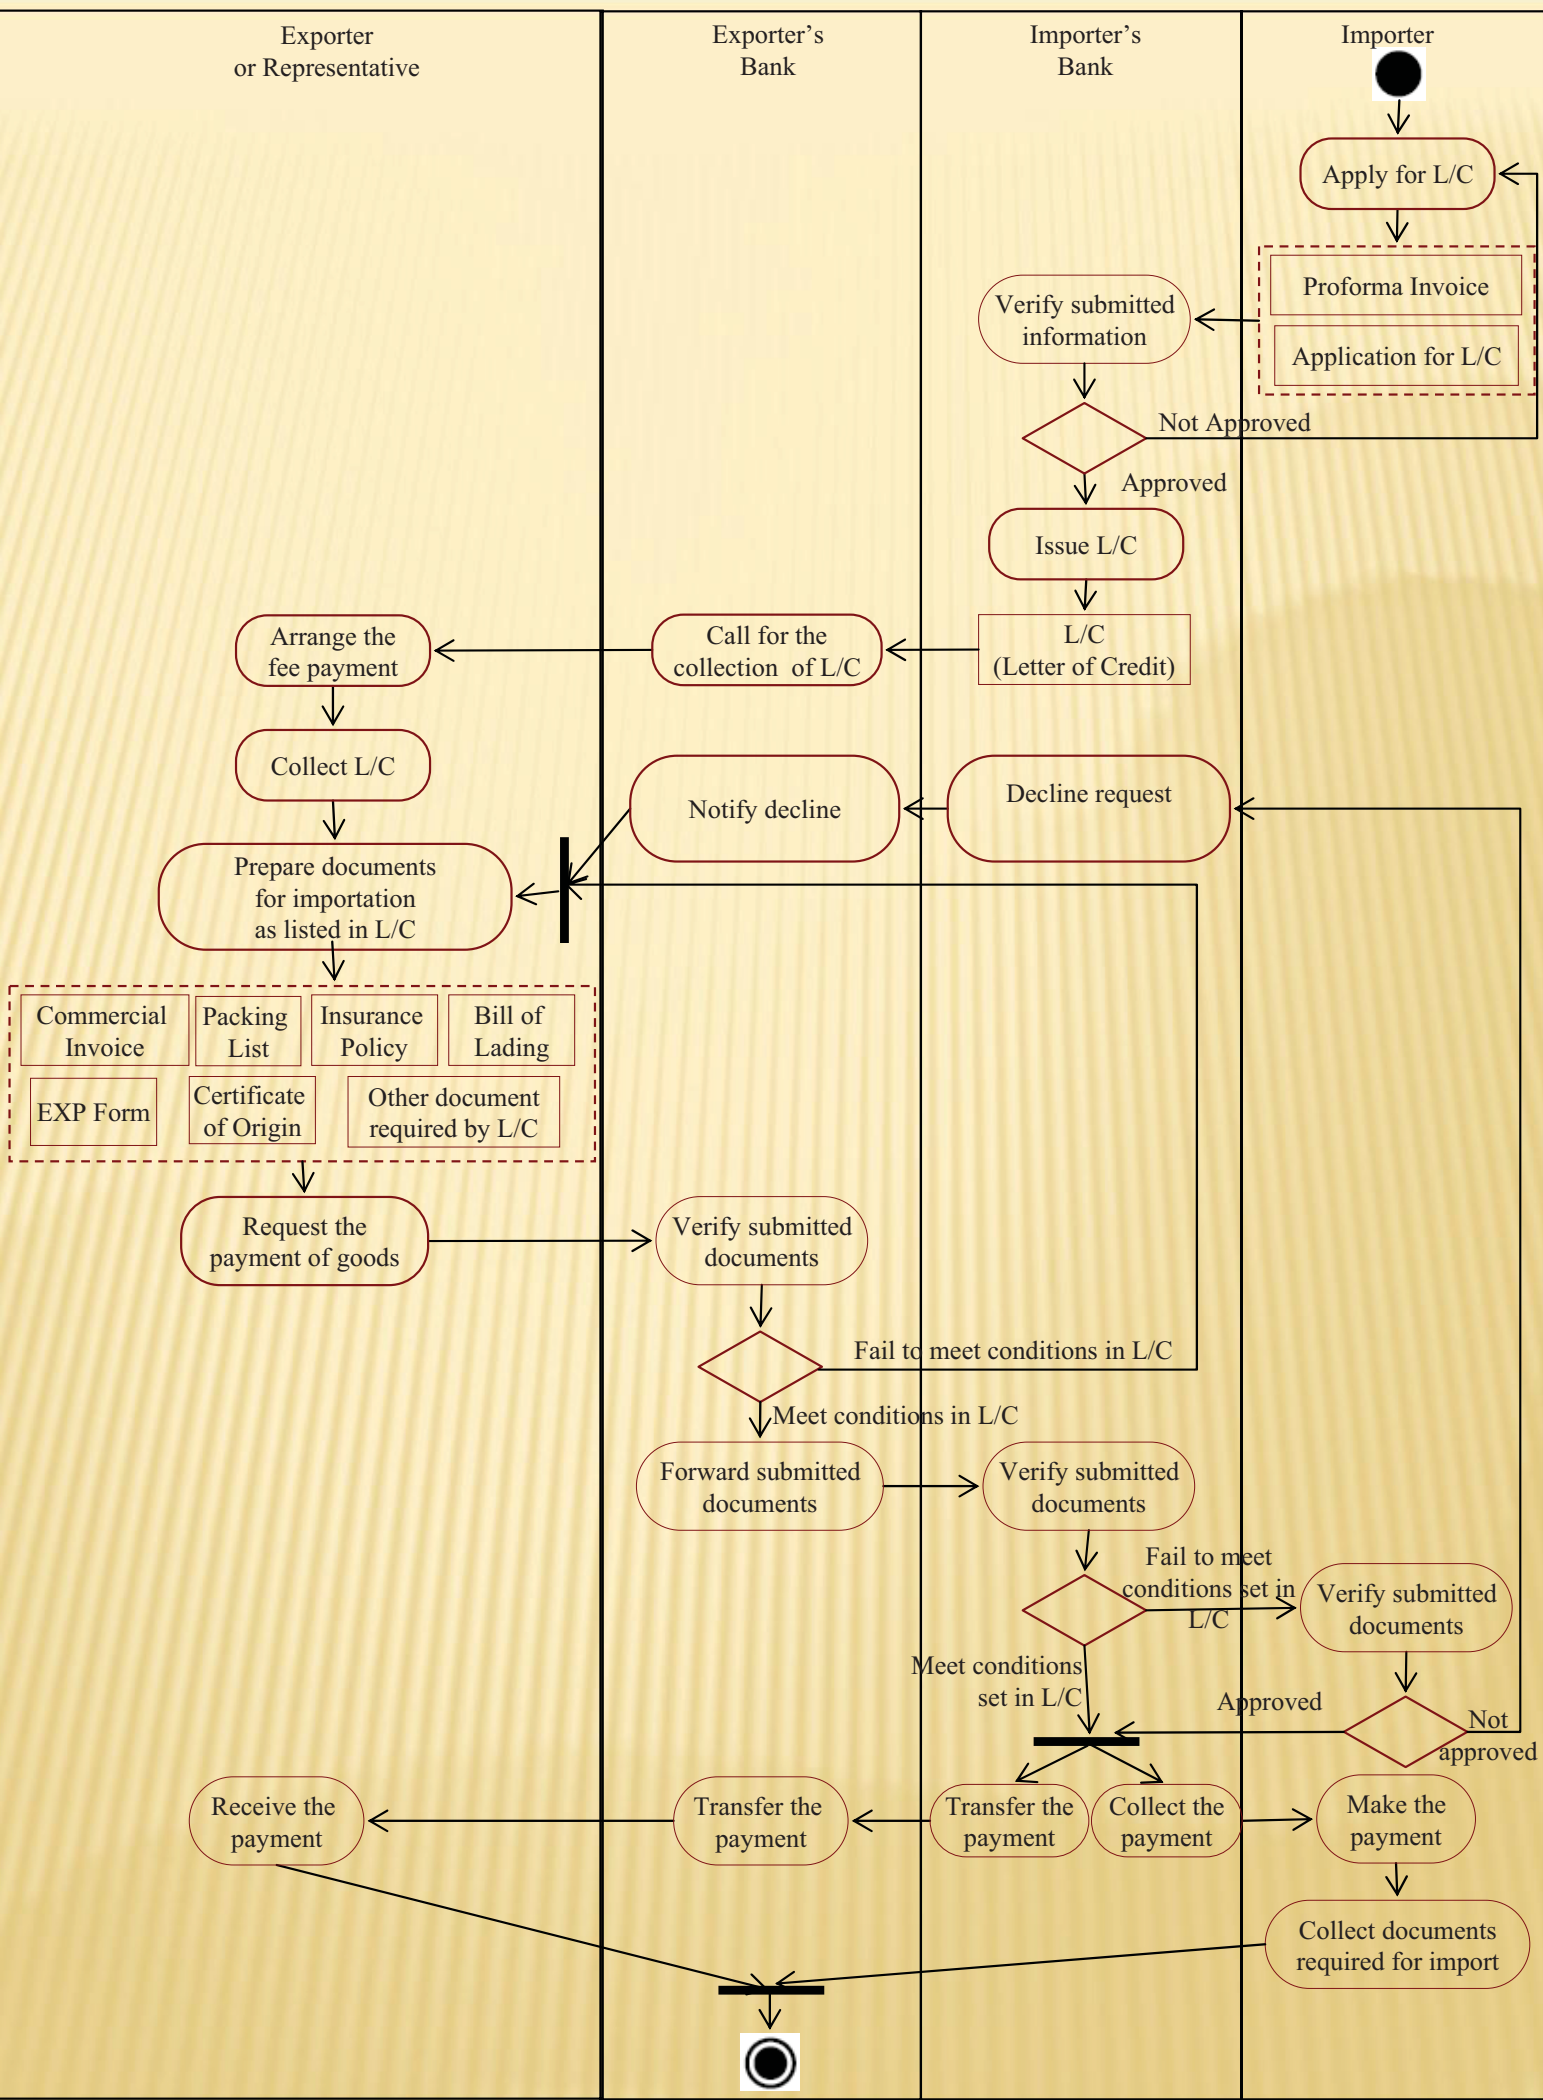 Exporter
or Representative
Exporter's
Bank
Importer's
Bank
Importer
Apply for L/C
Proforma Invoice
Application for L/C
Verify submitted
information
Not Approved
Approved
Issue L/C
L/C
(Letter of Credit)
Call for the
collection of L/C
Arrange the
fee payment
Collect L/C
Decline request
Notify decline
Prepare documents
for importation
as listed in L/C
Commercial
Invoice
Packing
List
Insurance
Policy
Bill of
Lading
EXP Form
Certificate
of Origin
Other document
required by L/C
Request the
payment of goods
Verify submitted
documents
Fail to meet conditions in L/C
Meet conditions in L/C
Forward submitted
documents
Verify submitted
documents
Fail to meet
conditions set in
L/C
Verify submitted
documents
Meet conditions
set in L/C
Approved
Not
approved
Receive the
payment
Transfer the
payment
Transfer the
payment
Collect the
payment
Make the
payment
Collect documents
required for import